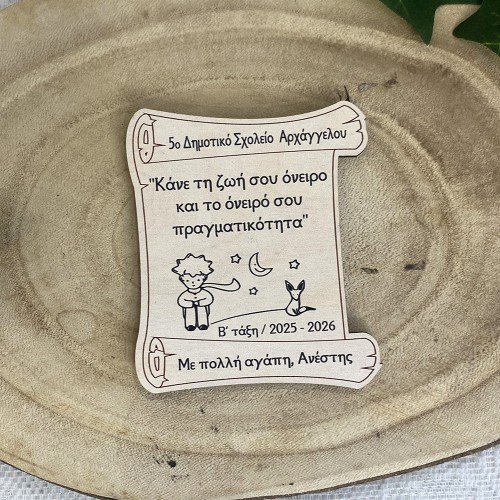 5ο Δημοτικό Σχολείο Αρχάγγελου
"Κάνε τη ζωή σου όνειρο
και το όνειρό σου
πραγματικότητα"
Β' τάξη / 2025 - 2026
Με πολλή αγάπη, Ανέστης